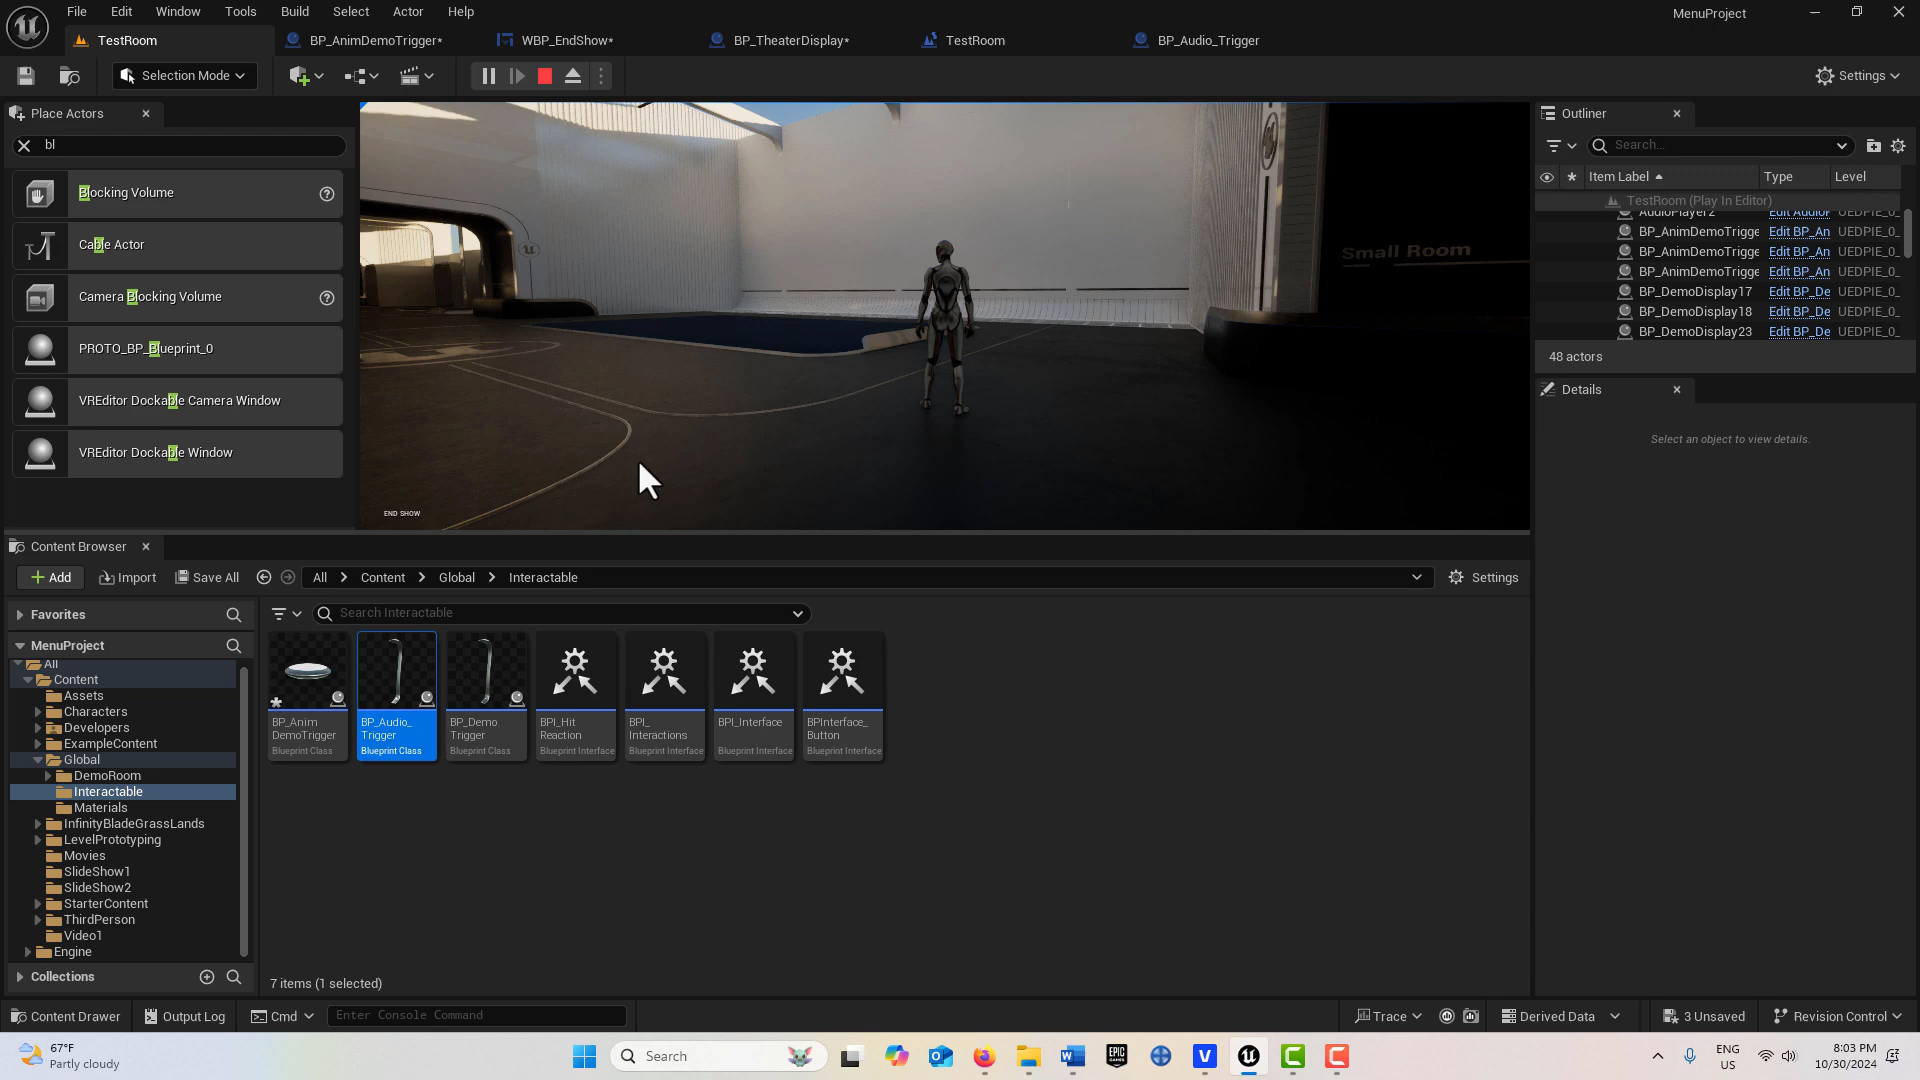 File Edit Window Tools Build Select Actor Help MenuProject
TestRoom BP_AnimDemoTrigger* WBP_EndShow* BP_TheaterDisplay* TestRoom BP_Audio_Trigger
Selection Mode Settings
Place Actors
bl
Blocking Volume
Cable Actor
Camera Blocking Volume
PROTO_BP_Blueprint_0
VREditor Dockable Camera Window
VREditor Dockable Window
Small Room
END SHOW
Outliner
Search...
Item Label Type Level
TestRoom (Play In Editor)
AudioPlayer2 Edit AudioP UEDPIE_0_
BP_AnimDemoTrigge Edit BP_An UEDPIE_0_
BP_AnimDemoTrigge Edit BP_An UEDPIE_0_
BP_AnimDemoTrigge Edit BP_An UEDPIE_0_
BP_DemoDisplay17 Edit BP_De UEDPIE_0_
BP_DemoDisplay18 Edit BP_De UEDPIE_0_
BP_DemoDisplay23 Edit BP_De UEDPIE_0_
48 actors
Details
Select an object to view details.
Content Browser
Add Import Save All All Content Global Interactable Settings
Favorites
MenuProject
All
Content
Assets
Characters
Developers
ExampleContent
Global
DemoRoom
Interactable
Materials
InfinityBladeGrassLands
LevelPrototyping
Movies
SlideShow1
SlideShow2
StarterContent
ThirdPerson
Video1
Engine
Collections
Search Interactable
BP_Anim
DemoTrigger
Blueprint Class
BP_Audio_
Trigger
Blueprint Class
BP_Demo
Trigger
Blueprint Class
BPI_Hit
Reaction
Blueprint Interface
BPI_
Interactions
Blueprint Interface
BPI_Interface
Blueprint Interface
BPInterface_
Button
Blueprint Interface
7 items (1 selected)
Content Drawer Output Log Cmd Enter Console Command Trace Derived Data 3 Unsaved Revision Control
67°F
Partly cloudy
Search
ENG
US
8:03 PM
10/30/2024